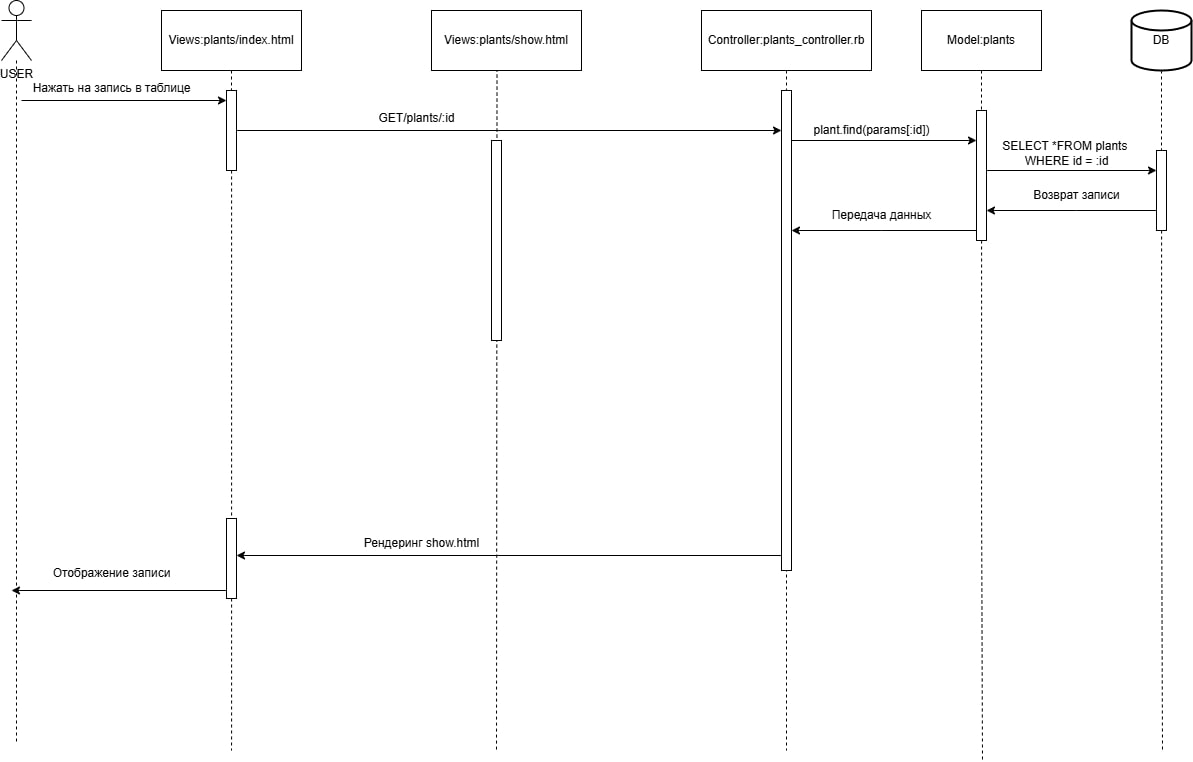 Views:plants/index.html
Views:plants/show.html
Controller:plants_controller.rb
Model:plants
DB
USER
Нажать на запись в таблице
GET/plants/:id
plant.find(params[:id])
SELECT *FROM plants
WHERE id = :id
Возврат записи
Передача данных
Рендеринг show.html
Отображение записи